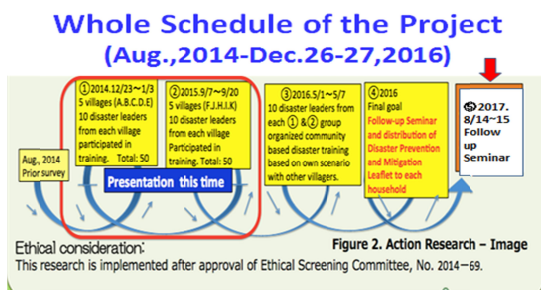 Whole Schedule of the Project
(Aug.,2014-Dec.26-27,2016)
Aug., 2014
Prior survey
①2014.12/23～1/3
5 villages (A.B.C.D.E)
10 disaster leaders
from each village
participated in
training. Total: 50
②2015.9/7～9/20
5 villages (F.J.H.I.K)
10 disaster leaders
from each village
Participated in
training. Total: 50
Presentation this time
③2016.5/1～5/7
10 disaster leaders from
each ① & ② group
organized community
based disaster training
based on own scenario
with other villagers.
④2016
Final goal
Follow-up Seminar
and distribution of
Disaster Prevention
and Mitigation
Leaflet to each
household
⑤2017.
8/14~15
Follow
up
Seminar
Figure 2. Action Research – Image
Ethical consideration:
This research is implemented after approval of Ethical Screening Committee, No. 2014－69.